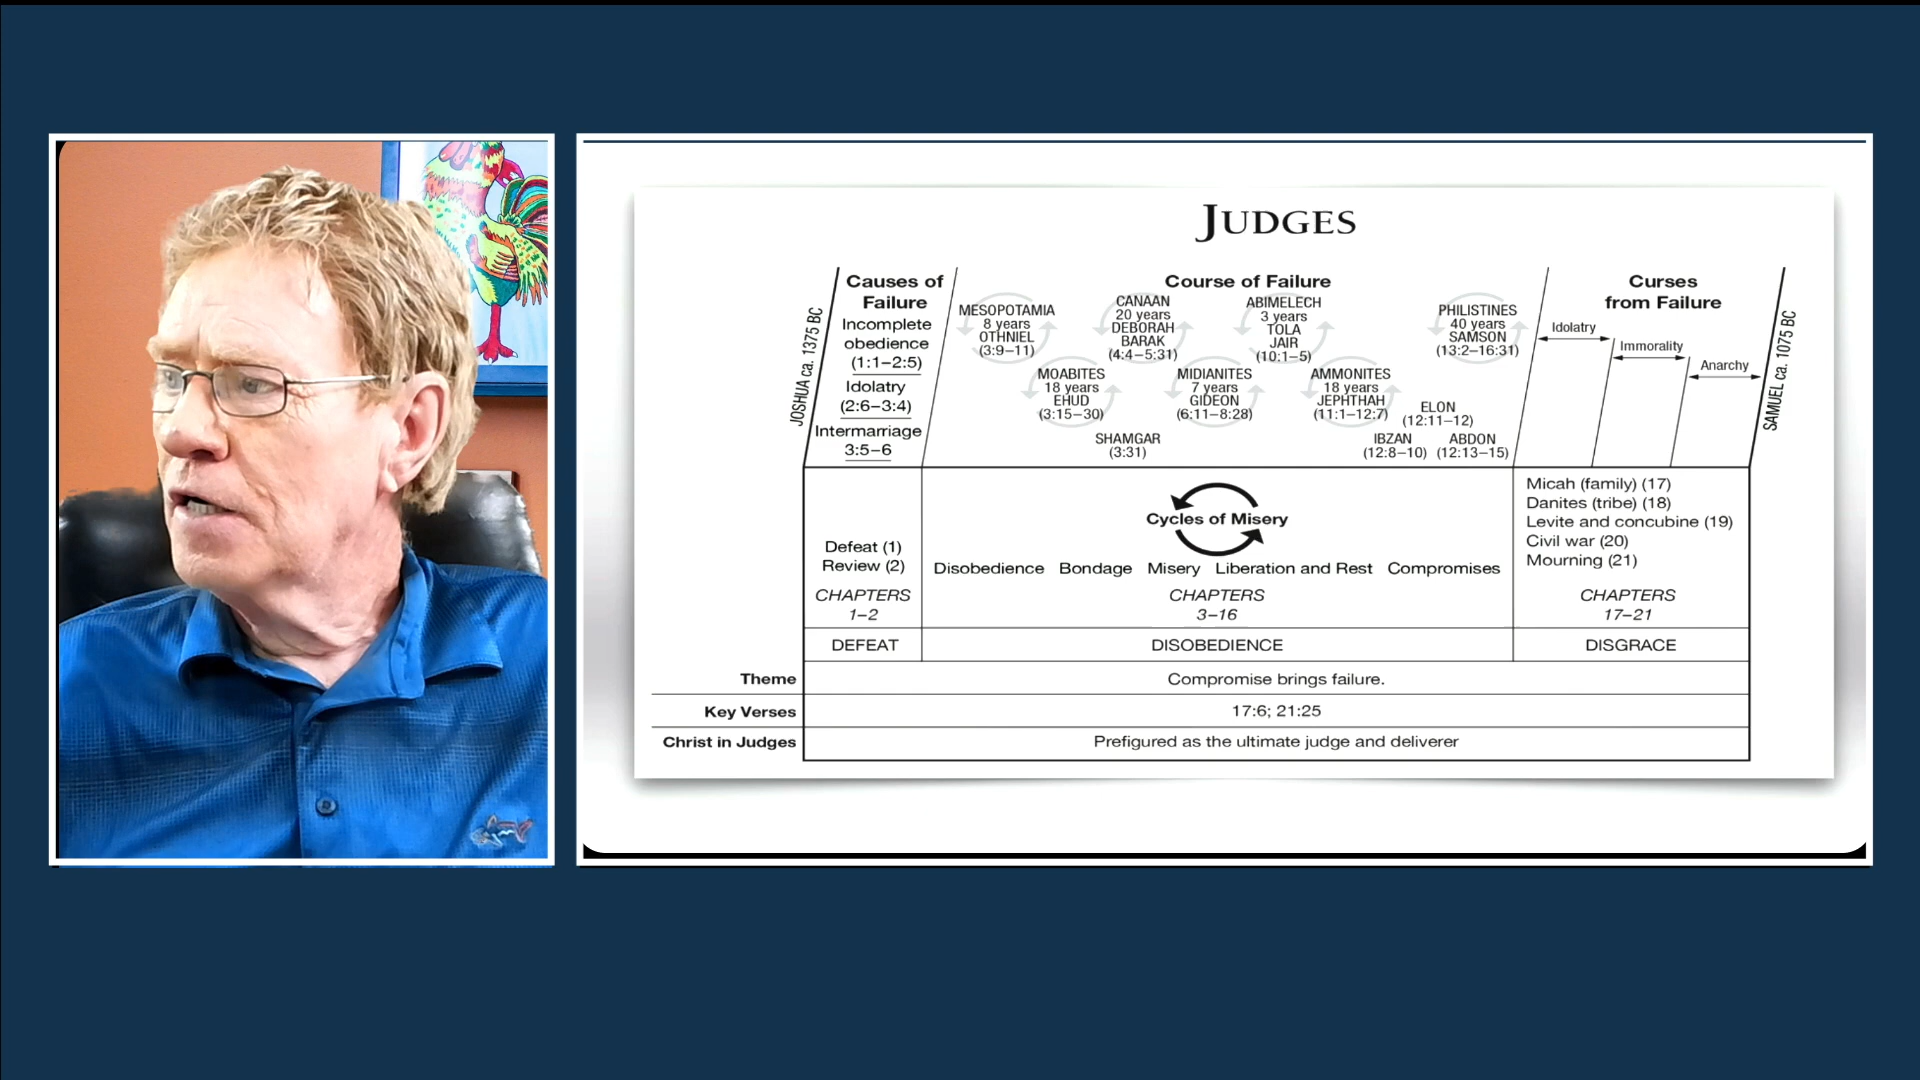 JUDGES
JOSHUA ca. 1375 BC
Causes of
Failure
Incomplete
obedience
(1:1–2:5)
Idolatry
(2:6–3:4)
Intermarriage
3:5–6
Course of Failure
MESOPOTAMIA
8 years
OTHNIEL
(3:9–11)
MOABITES
18 years
EHUD
(3:15–30)
SHAMGAR
(3:31)
CANAAN
20 years
DEBORAH
BARAK
(4:4–5:31)
MIDIANITES
7 years
GIDEON
(6:11–8:28)
ABIMELECH
3 years
TOLA
JAIR
(10:1–5)
AMMONITES
18 years
JEPHTHAH
(11:1–12:7)
IBZAN
(12:8–10)
ELON
(12:11–12)
ABDON
(12:13–15)
PHILISTINES
40 years
SAMSON
(13:2–16:31)
Curses
from Failure
Idolatry
Immorality
Anarchy
SAMUEL ca. 1075 BC
Defeat (1)
Review (2)
CHAPTERS
1–2
Cycles of Misery
Disobedience Bondage Misery Liberation and Rest Compromises
CHAPTERS
3–16
Micah (family) (17)
Danites (tribe) (18)
Levite and concubine (19)
Civil war (20)
Mourning (21)
CHAPTERS
17–21
DEFEAT DISOBEDIENCE DISGRACE
Theme Compromise brings failure.
Key Verses 17:6; 21:25
Christ in Judges Prefigured as the ultimate judge and deliverer